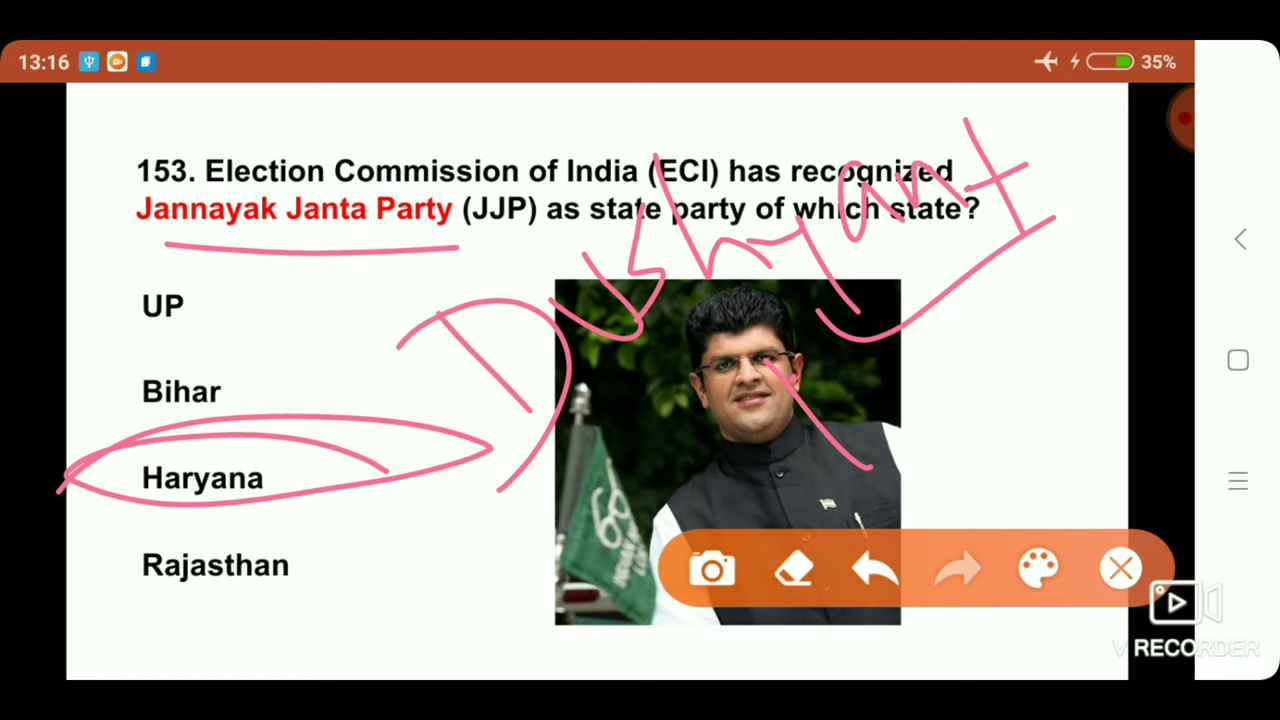 13:16 35%
153. Election Commission of India (ECI) has recognized
Jannayak Janta Party (JJP) as state party of which state?
Dushyant
UP
Bihar
Haryana
Rajasthan
INDIAN
V RECORDER